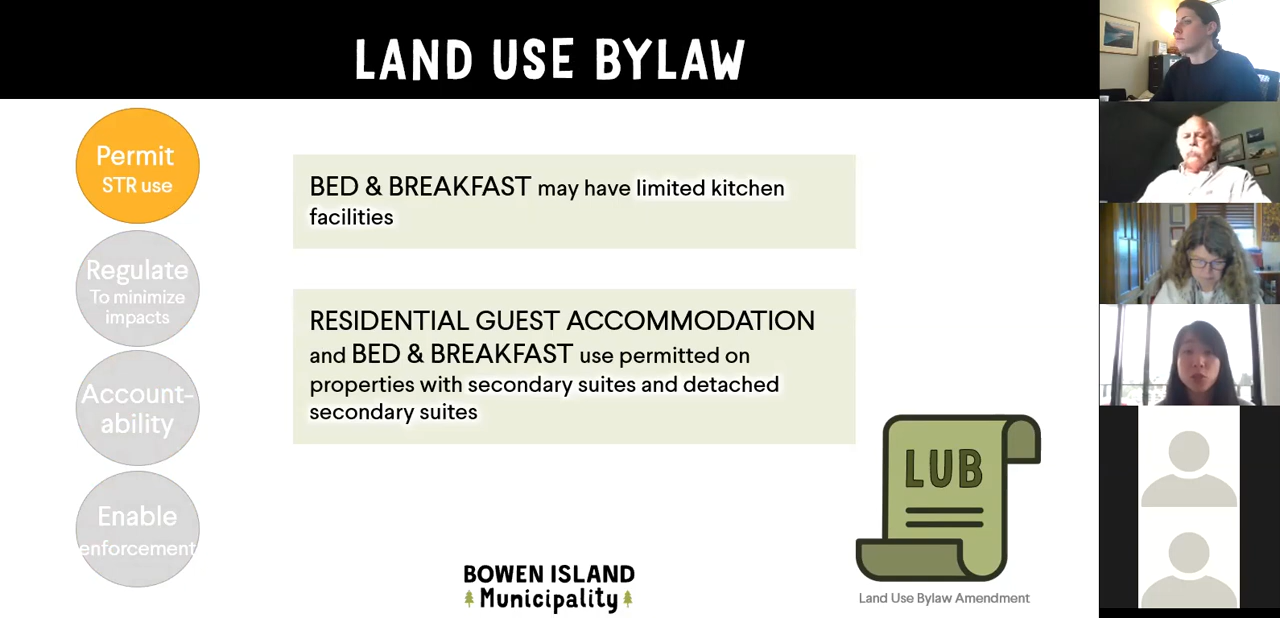 LAND USE BYLAW
Permit
STR use
Regulate
To minimize
impacts
Account-
ability
Enable
enforcement
BED & BREAKFAST may have limited kitchen
facilities
RESIDENTIAL GUEST ACCOMMODATION
and BED & BREAKFAST use permitted on
properties with secondary suites and detached
secondary suites
LUB
Land Use Bylaw Amendment
BOWEN ISLAND
Municipality